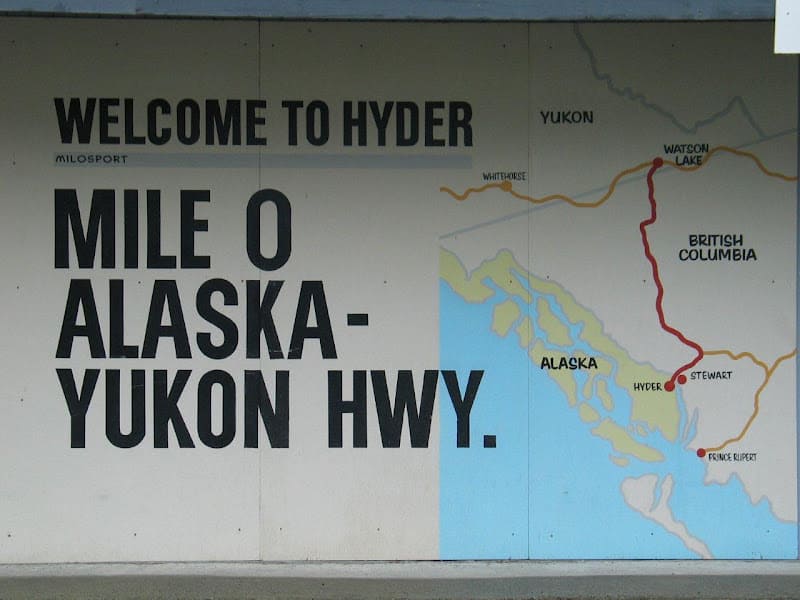 WELCOME TO HYDER
MILOSPORT
MILE 0
ALASKA-
YUKON HWY.
YUKON
WATSON
LAKE
WHITEHORSE
BRITISH
COLUMBIA
ALASKA
HYDER
STEWART
PRINCE RUPERT